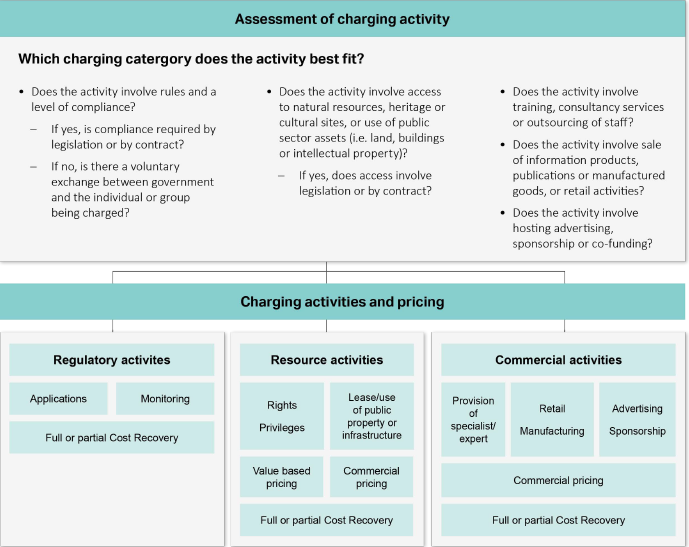 Assessment of charging activity
Which charging catergory does the activity best fit?
• Does the activity involve rules and a
level of compliance?
– If yes, is compliance required by
legislation or by contract?
– If no, is there a voluntary
exchange between government
and the individual or group
being charged?
• Does the activity involve access
to natural resources, heritage or
cultural sites, or use of public
sector assets (i.e. land, buildings
or intellectual property)?
– If yes, does access involve
legislation or by contract?
• Does the activity involve
training, consultancy services
or outsourcing of staff?
• Does the activity involve sale
of information products,
publications or manufactured
goods, or retail activities?
• Does the activity involve
hosting advertising,
sponsorship or co-funding?
Charging activities and pricing
Regulatory activites
Applications
Monitoring
Full or partial Cost Recovery
Resource activities
Rights
Privileges
Lease/use
of public
property or
infrastructure
Value based
pricing
Commercial
pricing
Full or partial Cost Recovery
Commercial activities
Provision
of
specialist/
expert
Retail
Manufacturing
Advertising
Sponsorship
Commercial pricing
Full or partial Cost Recovery